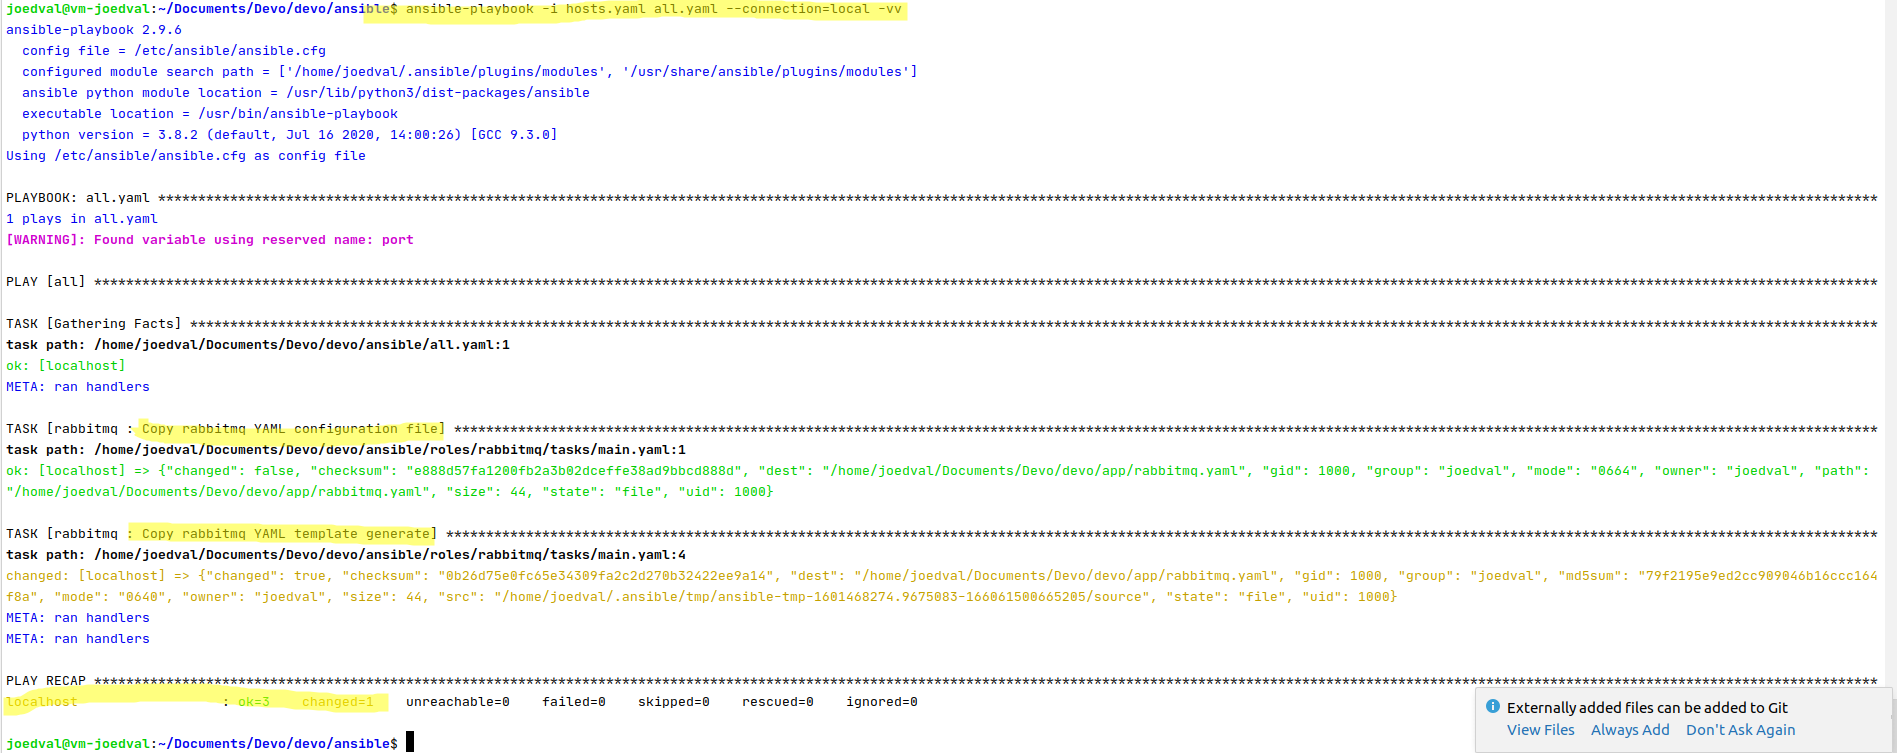 joedval@vm-joedval:~/Documents/Devo/devo/ansible$ ansible-playbook -i hosts.yaml all.yaml --connection=local -vv
ansible-playbook 2.9.6
  config file = /etc/ansible/ansible.cfg
  configured module search path = ['/home/joedval/.ansible/plugins/modules', '/usr/share/ansible/plugins/modules']
  ansible python module location = /usr/lib/python3/dist-packages/ansible
  executable location = /usr/bin/ansible-playbook
  python version = 3.8.2 (default, Jul 16 2020, 14:00:26) [GCC 9.3.0]
Using /etc/ansible/ansible.cfg as config file
PLAYBOOK: all.yaml ****************************************************************
1 plays in all.yaml
[WARNING]: Found variable using reserved name: port
PLAY [all] ****************************************************************
TASK [Gathering Facts] ****************************************************************
task path: /home/joedval/Documents/Devo/devo/ansible/all.yaml:1
ok: [localhost]
META: ran handlers
TASK [rabbitmq : Copy rabbitmq YAML configuration file] ****************************************************************
task path: /home/joedval/Documents/Devo/devo/ansible/roles/rabbitmq/tasks/main.yaml:1
ok: [localhost] => {"changed": false, "checksum": "e888d57fa1200fb2a3b02dceffe38ad9bbcd888d", "dest": "/home/joedval/Documents/Devo/devo/app/rabbitmq.yaml", "gid": 1000, "group": "joedval", "mode": "0664", "owner": "joedval", "path":
"/home/joedval/Documents/Devo/devo/app/rabbitmq.yaml", "size": 44, "state": "file", "uid": 1000}
TASK [rabbitmq : Copy rabbitmq YAML template generate] ****************************************************************
task path: /home/joedval/Documents/Devo/devo/ansible/roles/rabbitmq/tasks/main.yaml:4
changed: [localhost] => {"changed": true, "checksum": "0b26d75e0fc65e34309fa2c2d270b32422ee9a14", "dest": "/home/joedval/Documents/Devo/devo/app/rabbitmq.yaml", "gid": 1000, "group": "joedval", "md5sum": "79f2195e9ed2cc909046b16ccc164
f8a", "mode": "0640", "owner": "joedval", "size": 44, "src": "/home/joedval/.ansible/tmp/ansible-tmp-1601468274.9675083-166061500665205/source", "state": "file", "uid": 1000}
META: ran handlers
META: ran handlers
PLAY RECAP ****************************************************************
localhost                  : ok=3    changed=1    unreachable=0    failed=0    skipped=0    rescued=0    ignored=0
Externally added files can be added to Git
View Files   Always Add   Don't Ask Again
joedval@vm-joedval:~/Documents/Devo/devo/ansible$